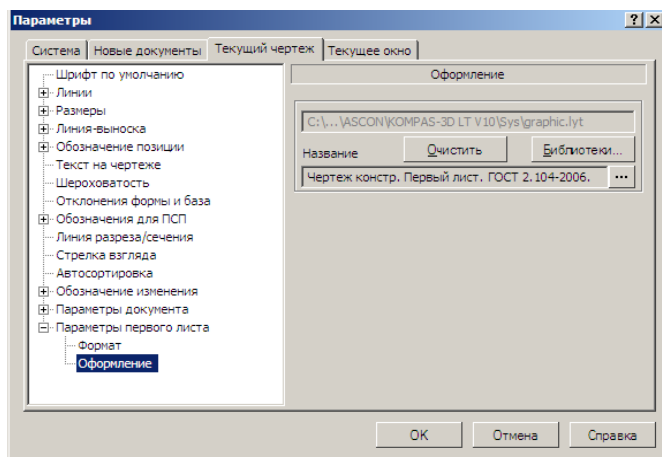 Параметры
Система Новые документы Текущий чертеж Текущее окно
Шрифт по умолчанию
Линии
Размеры
Линия-выноска
Обозначение позиции
Текст на чертеже
Шероховатость
Отклонения формы и база
Обозначения для ПСП
Линия разреза/сечения
Стрелка взгляда
Автосортировка
Обозначение изменения
Параметры документа
Параметры первого листа
Формат
Оформление
Оформление
C:\...\ASCON\KOMPAS-3D LT V10\Sys\graphic.lyt
Название Очистить Библиотеки...
Чертеж констр. Первый лист. ГОСТ 2.104-2006. ...
OK Отмена Справка